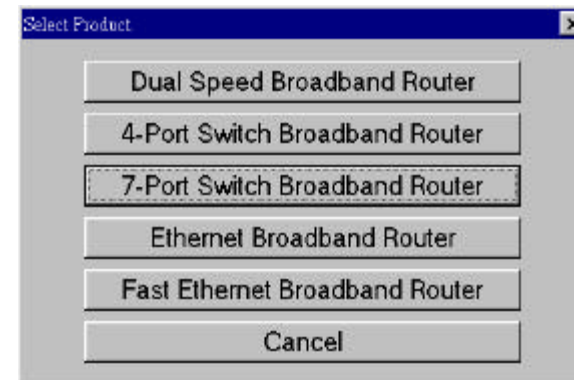 Select Product
Dual Speed Broadband Router
4-Port Switch Broadband Router
7-Port Switch Broadband Router
Ethernet Broadband Router
Fast Ethernet Broadband Router
Cancel